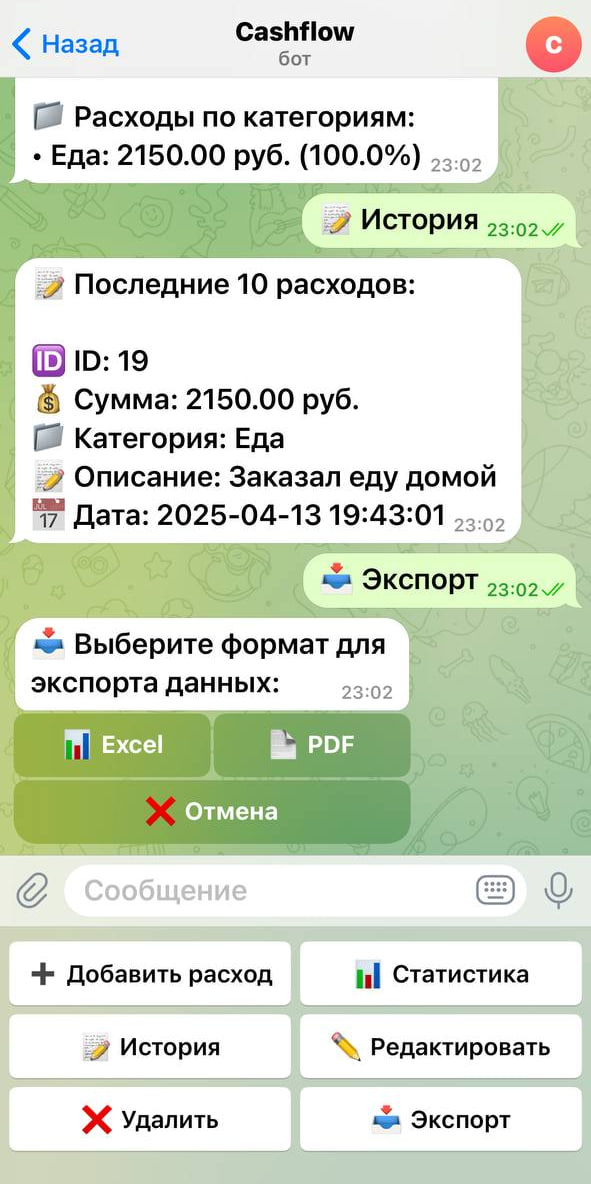 Назад
Cashflow
бот
C
📁 Расходы по категориям:
• Еда: 2150.00 руб. (100.0%) 23:02
📝 История 23:02
📝 Последние 10 расходов:
🆔 ID: 19
💰 Сумма: 2150.00 руб.
📁 Категория: Еда
📝 Описание: Заказал еду домой
📅 Дата: 2025-04-13 19:43:01 23:02
📥 Экспорт 23:02
📥 Выберите формат для
экспорта данных: 23:02
📊 Excel
📄 PDF
❌ Отмена
Сообщение
➕ Добавить расход
📊 Статистика
📝 История
✏️ Редактировать
❌ Удалить
📥 Экспорт